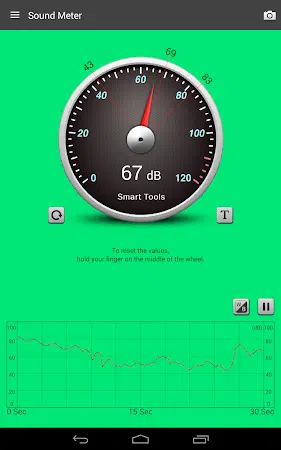 Sound Meter
69
43
83
60
40
80
20
100
67 dB
0
120
Smart Tools
T
To reset the values,
hold your finger on the middle of the wheel.
100 (dB) 100
80 80
60 60
40 40
20 20
0 Sec 15 Sec 30 Sec